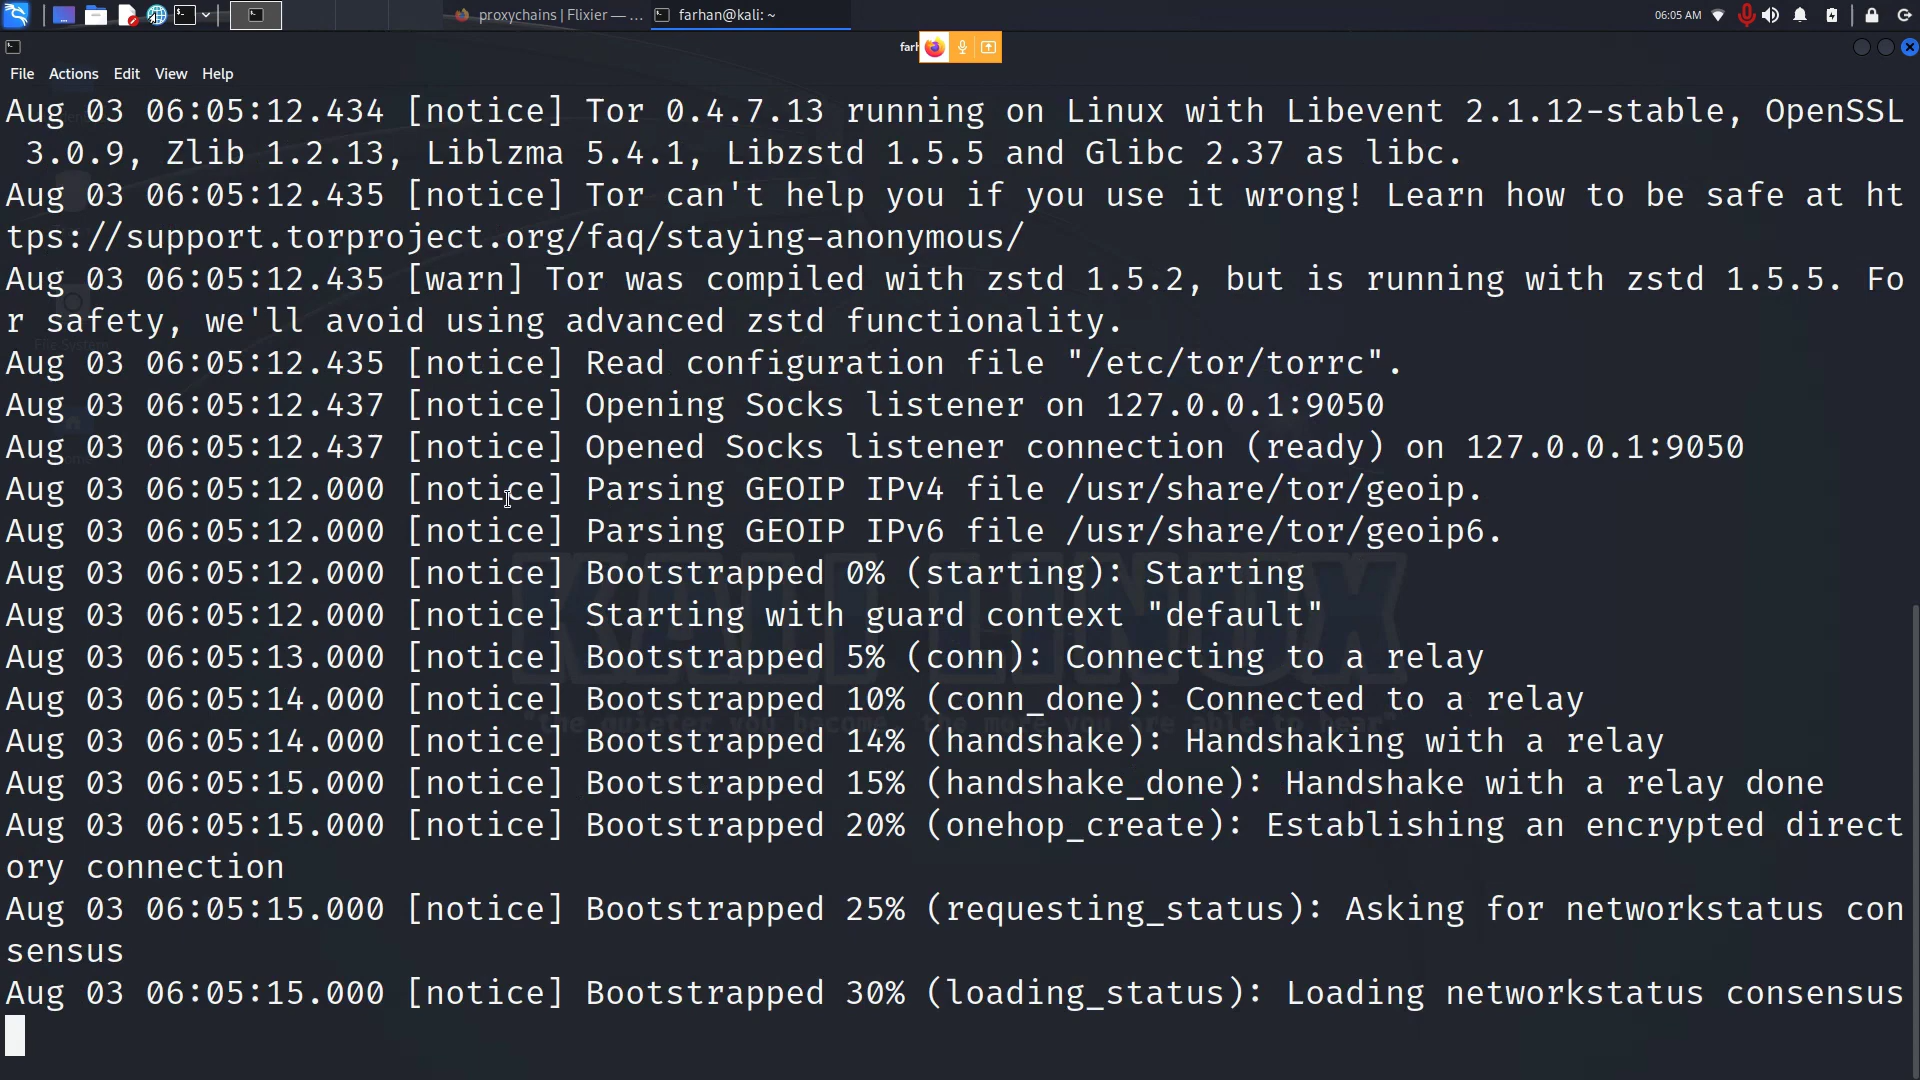 proxychains | Flixier — ...
farhan@kali: ~
06:05 AM
farh
File Actions Edit View Help
Aug 03 06:05:12.434 [notice] Tor 0.4.7.13 running on Linux with Libevent 2.1.12-stable, OpenSSL
3.0.9, Zlib 1.2.13, Liblzma 5.4.1, Libzstd 1.5.5 and Glibc 2.37 as libc.
Aug 03 06:05:12.435 [notice] Tor can't help you if you use it wrong! Learn how to be safe at ht
tps://support.torproject.org/faq/staying-anonymous/
Aug 03 06:05:12.435 [warn] Tor was compiled with zstd 1.5.2, but is running with zstd 1.5.5. Fo
r safety, we'll avoid using advanced zstd functionality.
Aug 03 06:05:12.435 [notice] Read configuration file "/etc/tor/torrc".
Aug 03 06:05:12.437 [notice] Opening Socks listener on 127.0.0.1:9050
Aug 03 06:05:12.437 [notice] Opened Socks listener connection (ready) on 127.0.0.1:9050
Aug 03 06:05:12.000 [notice] Parsing GEOIP IPv4 file /usr/share/tor/geoip.
Aug 03 06:05:12.000 [notice] Parsing GEOIP IPv6 file /usr/share/tor/geoip6.
Aug 03 06:05:12.000 [notice] Bootstrapped 0% (starting): Starting
Aug 03 06:05:12.000 [notice] Starting with guard context "default"
Aug 03 06:05:13.000 [notice] Bootstrapped 5% (conn): Connecting to a relay
Aug 03 06:05:14.000 [notice] Bootstrapped 10% (conn_done): Connected to a relay
Aug 03 06:05:14.000 [notice] Bootstrapped 14% (handshake): Handshaking with a relay
Aug 03 06:05:15.000 [notice] Bootstrapped 15% (handshake_done): Handshake with a relay done
Aug 03 06:05:15.000 [notice] Bootstrapped 20% (onehop_create): Establishing an encrypted direct
ory connection
Aug 03 06:05:15.000 [notice] Bootstrapped 25% (requesting_status): Asking for networkstatus con
sensus
Aug 03 06:05:15.000 [notice] Bootstrapped 30% (loading_status): Loading networkstatus consensus
File System
KALI LINUX
"the quieter you become, the more you are able to hear"